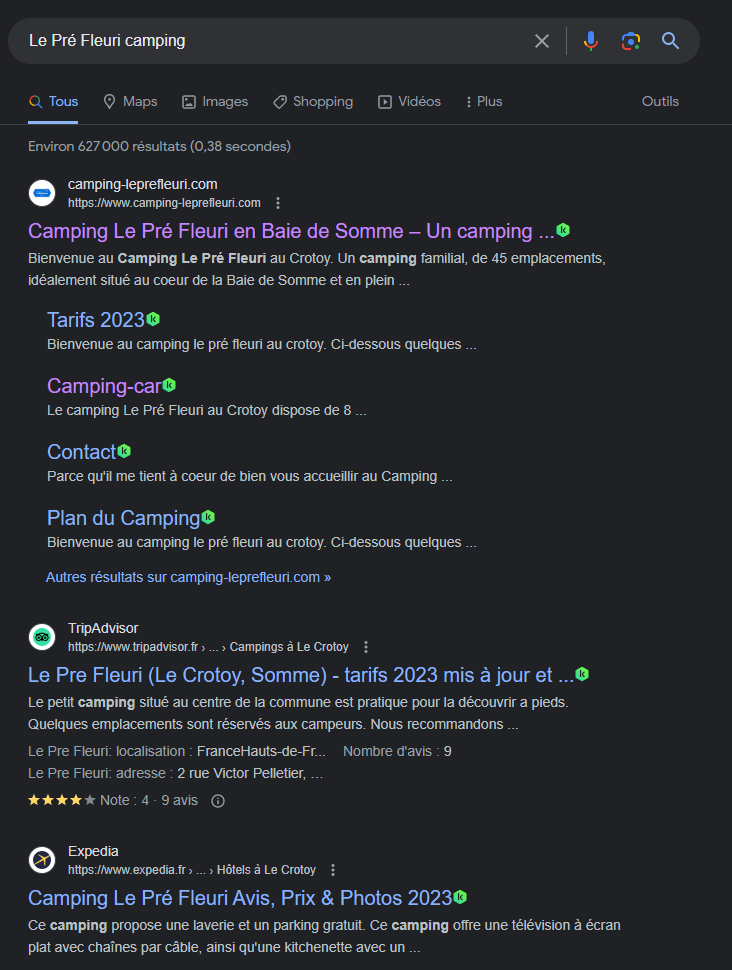 Le Pré Fleuri camping
Tous Maps Images Shopping Vidéos Plus Outils
Environ 627 000 résultats (0,38 secondes)
camping-leprefleuri.com
https://www.camping-leprefleuri.com
Camping Le Pré Fleuri en Baie de Somme – Un camping ...
Bienvenue au Camping Le Pré Fleuri au Crotoy. Un camping familial, de 45 emplacements,
idéalement situé au coeur de la Baie de Somme et en plein ...
Tarifs 2023
Bienvenue au camping le pré fleuri au crotoy. Ci-dessous quelques ...
Camping-car
Le camping Le Pré Fleuri au Crotoy dispose de 8 ...
Contact
Parce qu'il me tient à coeur de bien vous accueillir au Camping ...
Plan du Camping
Bienvenue au camping le pré fleuri au crotoy. Ci-dessous quelques ...
Autres résultats sur camping-leprefleuri.com »
TripAdvisor
https://www.tripadvisor.fr › ... › Campings à Le Crotoy
Le Pre Fleuri (Le Crotoy, Somme) - tarifs 2023 mis à jour et ...
Le petit camping situé au centre de la commune est pratique pour la découvrir a pieds.
Quelques emplacements sont réservés aux campeurs. Nous recommandons ...
Le Pre Fleuri: localisation : FranceHauts-de-Fr... Nombre d'avis : 9
Le Pre Fleuri: adresse : 2 rue Victor Pelletier, ...
Note : 4 · 9 avis
Expedia
https://www.expedia.fr › ... › Hôtels à Le Crotoy
Camping Le Pré Fleuri Avis, Prix & Photos 2023
Ce camping propose une laverie et un parking gratuit. Ce camping offre une télévision à écran
plat avec chaînes par câble, ainsi qu'une kitchenette avec un ...